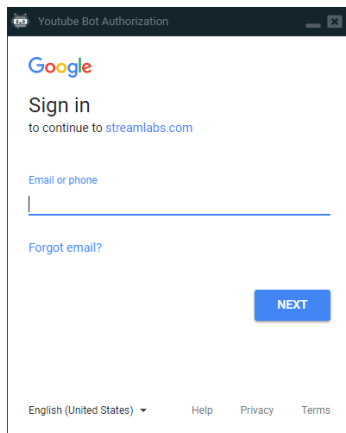 Youtube Bot Authorization
Google
Sign in
to continue to streamlabs.com
Email or phone
Forgot email?
NEXT
English (United States) Help Privacy Terms